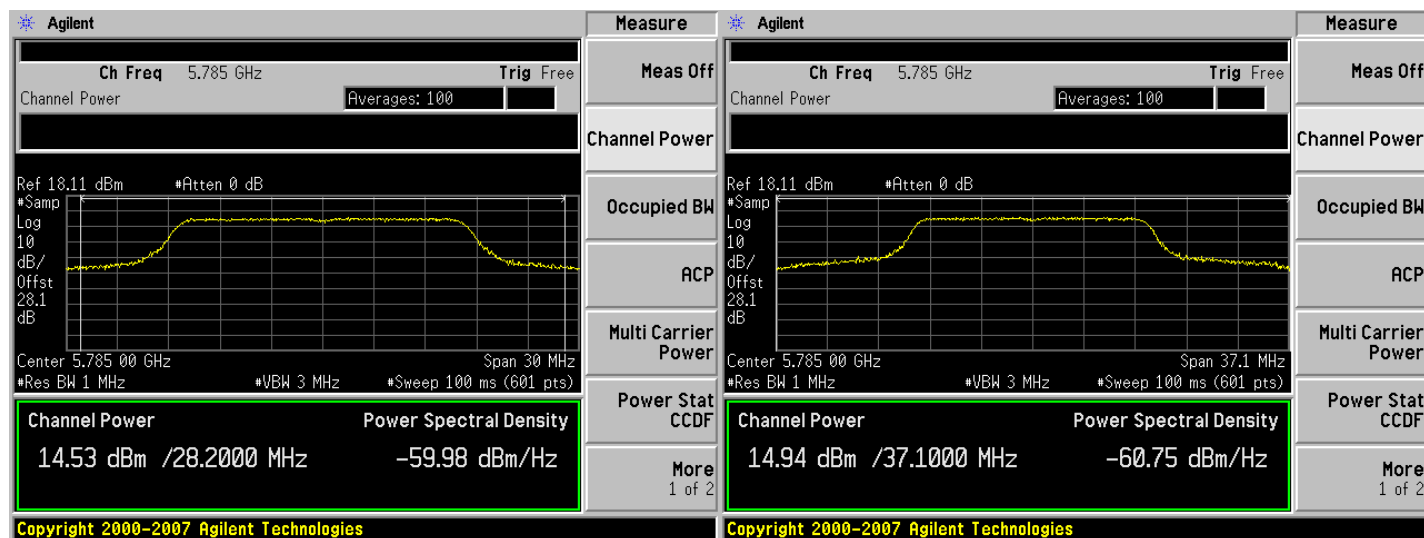 Agilent
Measure
Ch Freq 5.785 GHz Trig Free
Meas Off
Channel Power Averages: 100
Channel Power
Ref 18.11 dBm #Atten 0 dB
#Samp
Log
10
dB/
Offst
28.1
dB
Occupied BW
ACP
Multi Carrier
Power
Center 5.785 00 GHz Span 30 MHz
#Res BW 1 MHz #VBW 3 MHz #Sweep 100 ms (601 pts)
Power Stat
CCDF
Channel Power Power Spectral Density
14.53 dBm /28.2000 MHz -59.98 dBm/Hz
More
1 of 2
Copyright 2000-2007 Agilent Technologies
Agilent
Measure
Ch Freq 5.785 GHz Trig Free
Meas Off
Channel Power Averages: 100
Channel Power
Ref 18.11 dBm #Atten 0 dB
#Samp
Log
10
dB/
Offst
28.1
dB
Occupied BW
ACP
Multi Carrier
Power
Center 5.785 00 GHz Span 37.1 MHz
#Res BW 1 MHz #VBW 3 MHz #Sweep 100 ms (601 pts)
Power Stat
CCDF
Channel Power Power Spectral Density
14.94 dBm /37.1000 MHz -60.75 dBm/Hz
More
1 of 2
Copyright 2000-2007 Agilent Technologies